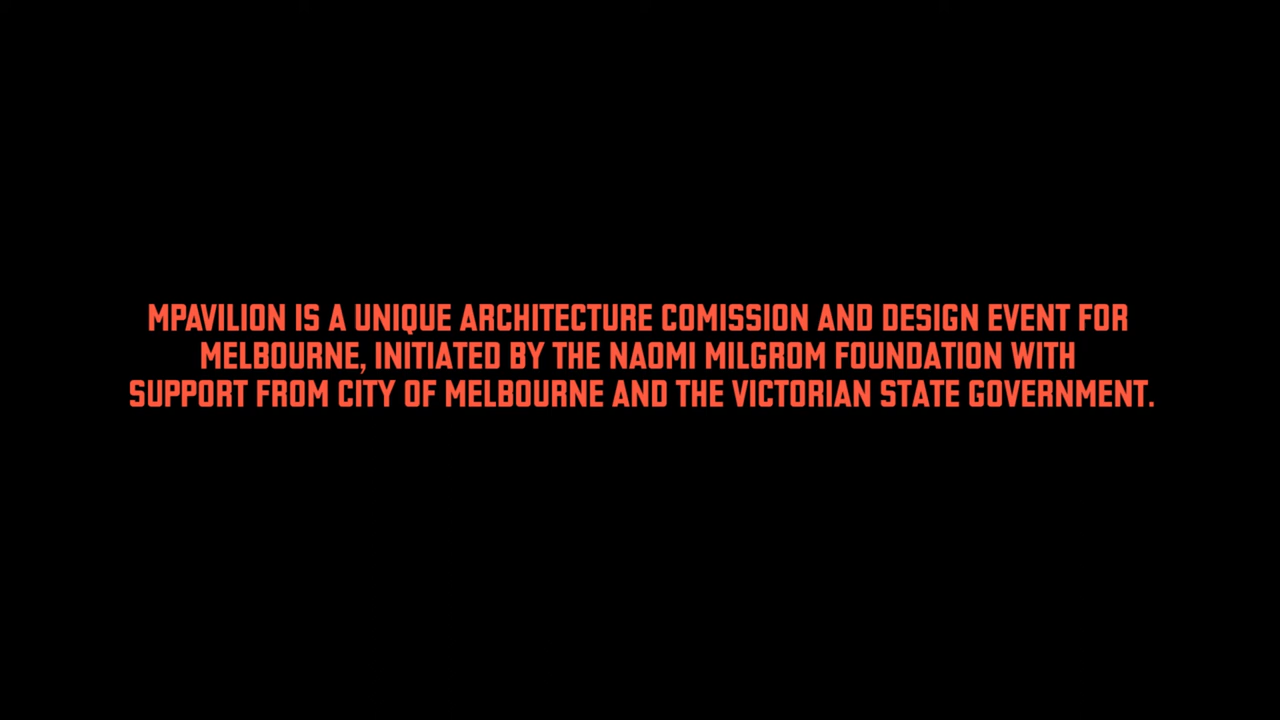 MPAVILION IS A UNIQUE ARCHITECTURE COMISSION AND DESIGN EVENT FOR
MELBOURNE, INITIATED BY THE NAOMI MILGROM FOUNDATION WITH
SUPPORT FROM CITY OF MELBOURNE AND THE VICTORIAN STATE GOVERNMENT.